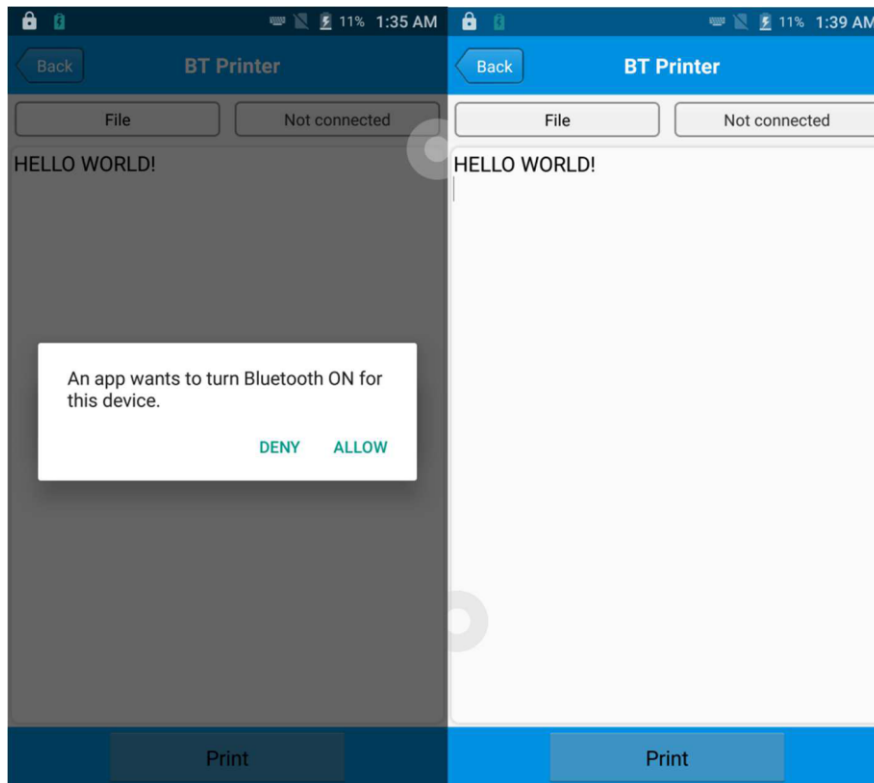 11% 1:35 AM
Back BT Printer
File Not connected
HELLO WORLD!
An app wants to turn Bluetooth ON for
this device.
DENY ALLOW
Print
11% 1:39 AM
Back BT Printer
File Not connected
HELLO WORLD!
Print